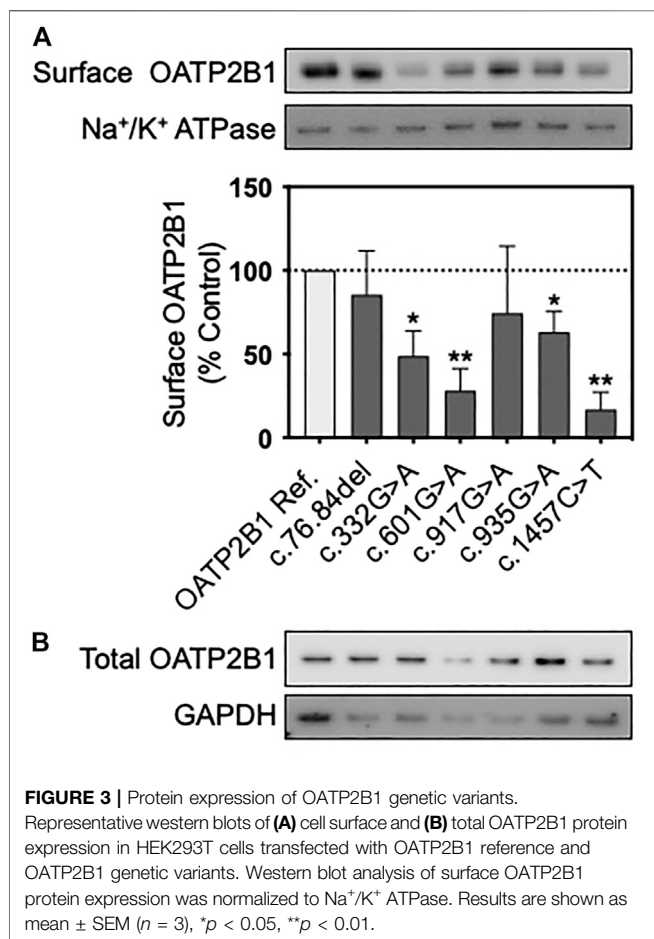 A
Surface OATP2B1
Na⁺/K⁺ ATPase
150
100
50
0
Surface OATP2B1
(% Control)
*
**
*
**
OATP2B1 Ref.
c.76.84del
c.332G>A
c.601G>A
c.917G>A
c.935G>A
c.1457C>T
B
Total OATP2B1
GAPDH
FIGURE 3 | Protein expression of OATP2B1 genetic variants.
Representative western blots of (A) cell surface and (B) total OATP2B1 protein
expression in HEK293T cells transfected with OATP2B1 reference and
OATP2B1 genetic variants. Western blot analysis of surface OATP2B1
protein expression was normalized to Na⁺/K⁺ ATPase. Results are shown as
mean ± SEM (n = 3), *p < 0.05, **p < 0.01.